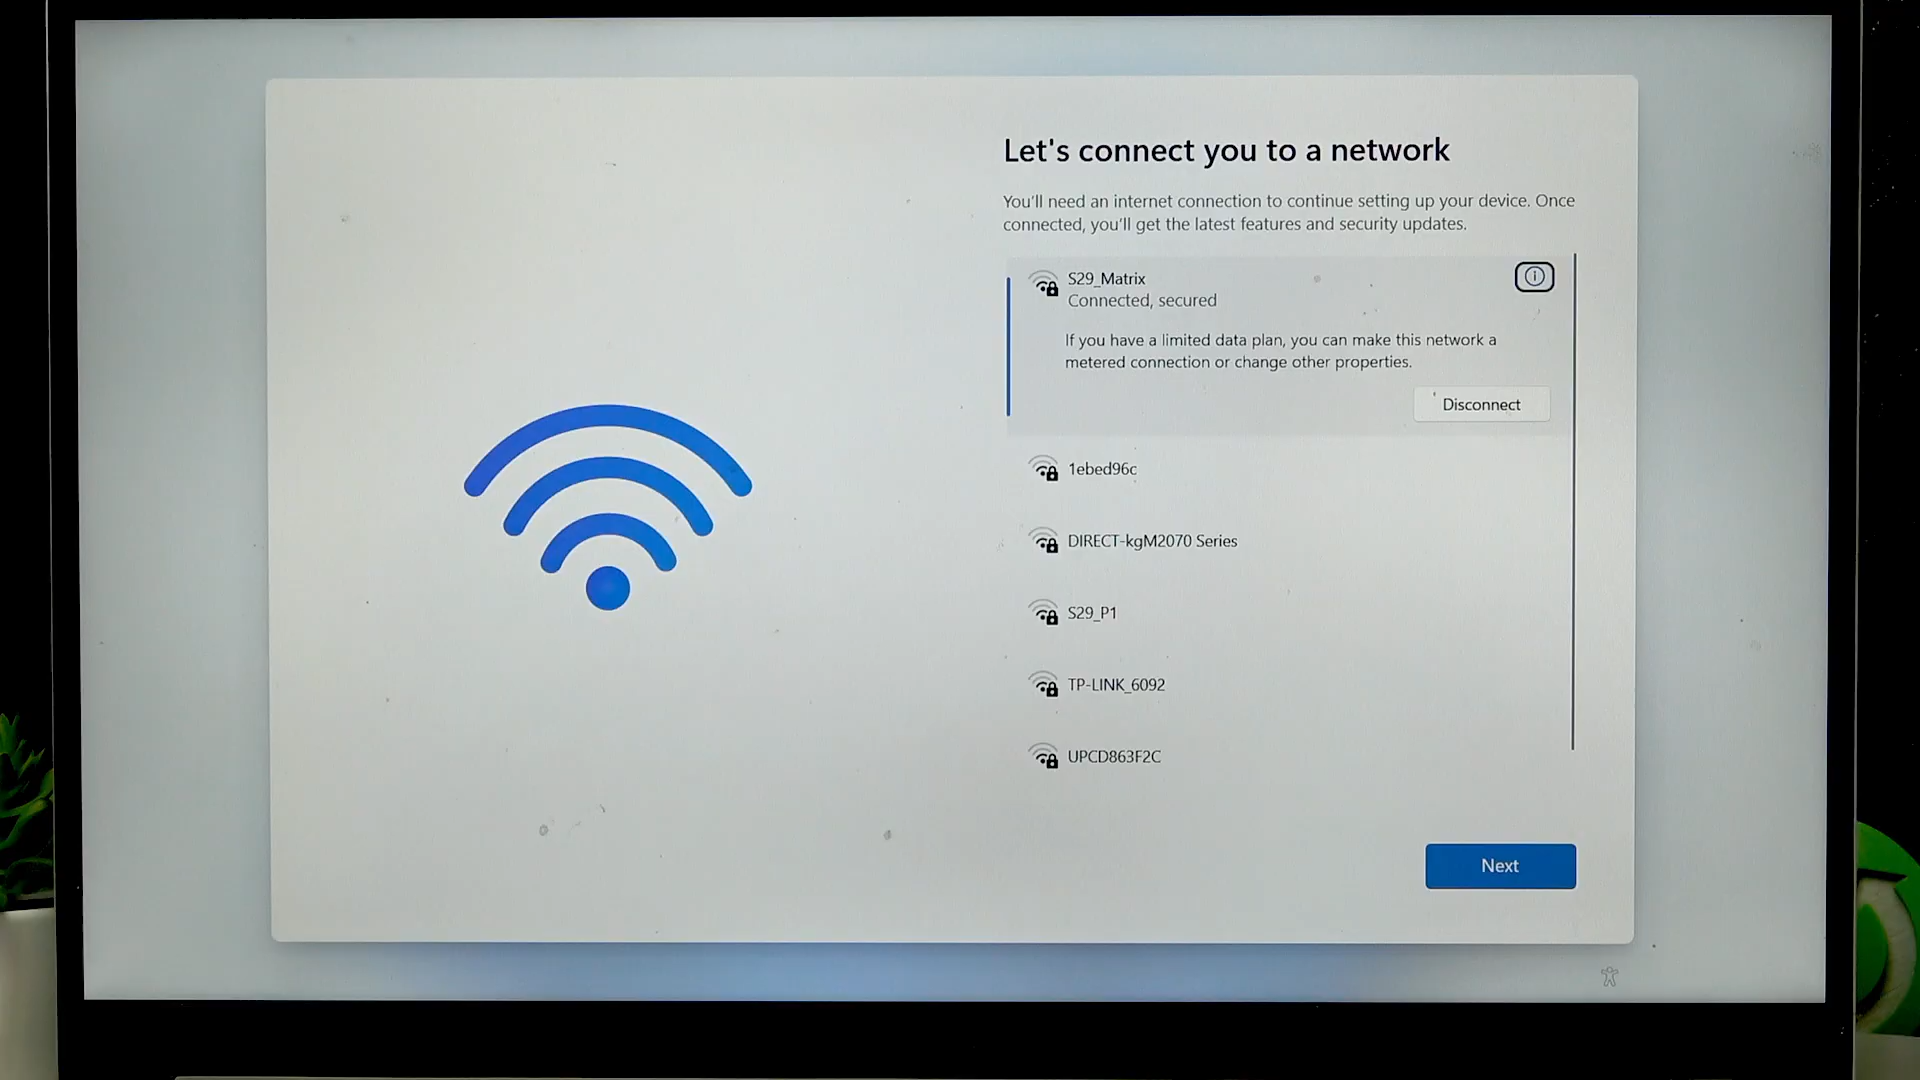 Let's connect you to a network
You'll need an internet connection to continue setting up your device. Once
connected, you'll get the latest features and security updates.
S29_Matrix
Connected, secured
If you have a limited data plan, you can make this network a
metered connection or change other properties.
Disconnect
1ebed96c
DIRECT-kgM2070 Series
S29_P1
TP-LINK_6092
UPCD863F2C
Next